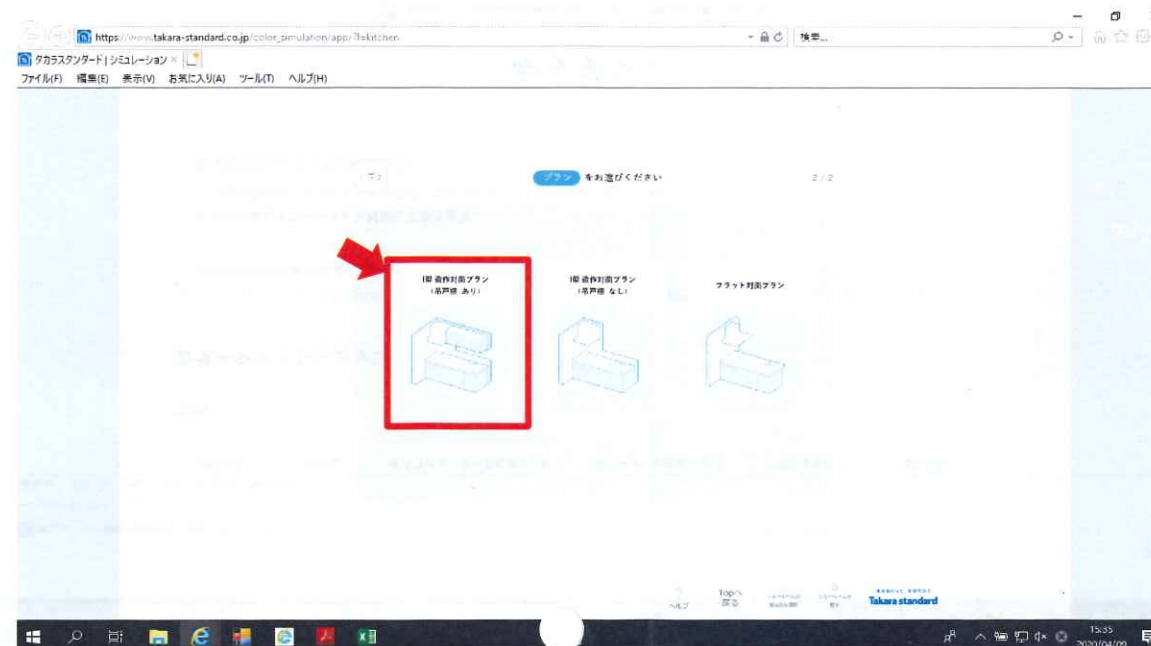 https://www.takara-standard.co.jp/color_simulation/app/?lekitchen
検索...
タカラスタンダード | シミュレーション
ファイル(F) 編集(E) 表示(V) お気に入り(A) ツール(T) ヘルプ(H)
プラン をお選びください
2 / 2
I型 造作対面プラン
(吊戸棚 あり)
I型 造作対面プラン
(吊戸棚 なし)
フラット対面プラン
ヘルプ
Topへ
戻る
Takara standard
15:35
2020/04/09